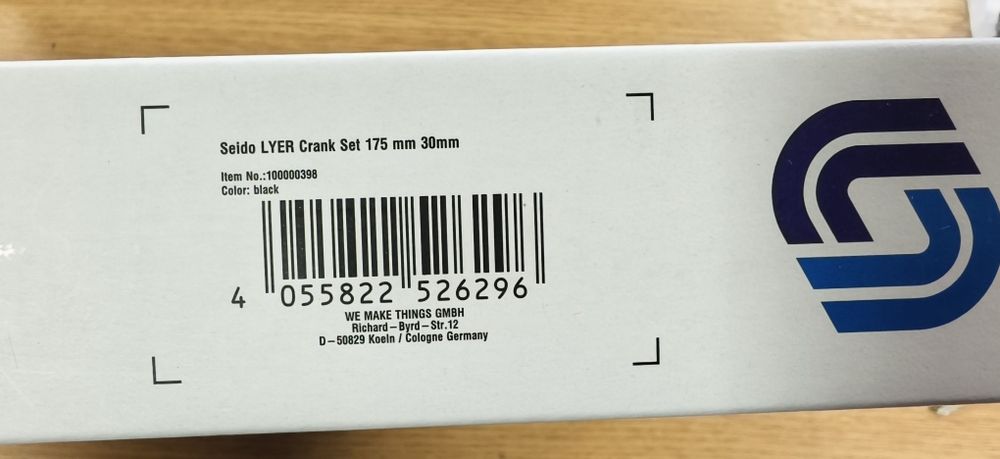 Seido LYER Crank Set 175 mm 30mm
Item No.:100000398
Color: black
4 055822 526296
WE MAKE THINGS GMBH
Richard-Byrd-Str.12
D-50829 Koeln / Cologne Germany